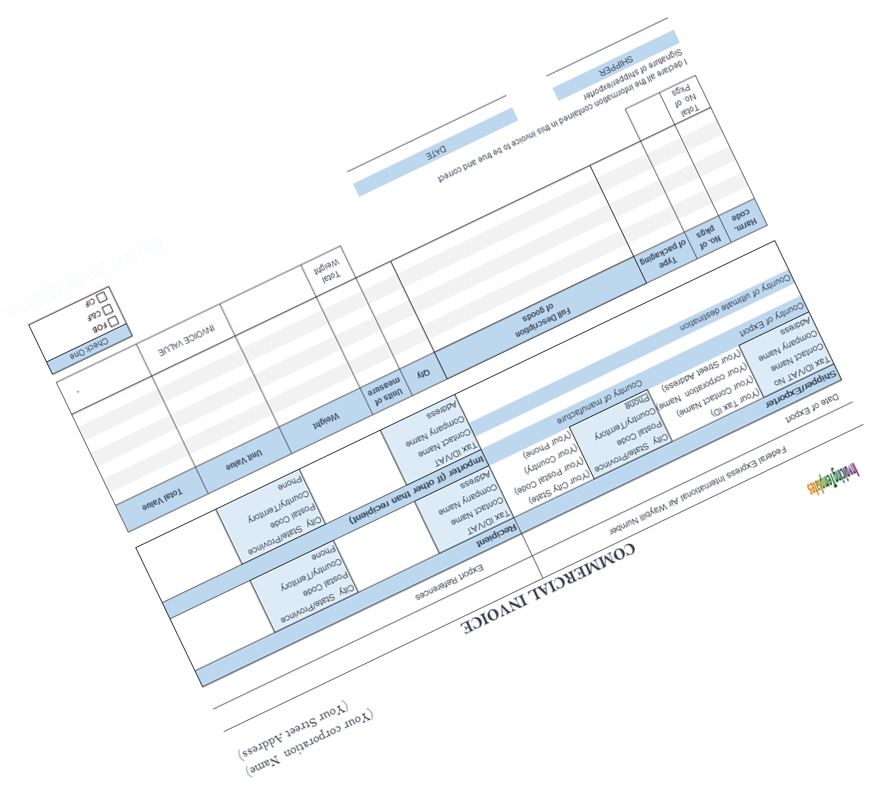 (Your corporation Name)
(Your Street Address)
InvoicingTemplates
COMMERCIAL INVOICE
Federal Express International Air Waybill Number
Date of Export
Export References
Shipper/Exporter
Recipient
Tax ID/VAT No (Your Tax ID) City State/Province (Your City State)
Contact Name (Your Contact Name) Postal Code (Your Postal Code)
Company Name (Your corporation Name) Country/Territory (Your Country)
Address (Your Street Address) Phone (Your Phone)
Tax ID/VAT City State/Province
Contact Name Postal Code
Company Name Country/Territory
Address Phone
Country of Export
Country of manufacture
Country of ultimate destination
Importer (if other than recipient)
Tax ID/VAT City State/Province
Contact Name Postal Code
Company Name Country/Territory
Address Phone
Harm. code
No. of pkgs
Type of packaging
Full Description of goods
Qty
Units of measure
Weight
Unit Value
Total Value
Total No of Pkgs
Total Weight
INVOICE VALUE
-
Check One
FOB
C&F
CIF
I declare all the information contained in this invoice to be true and correct
Signature of shipper/exporter
SHIPPER
DATE